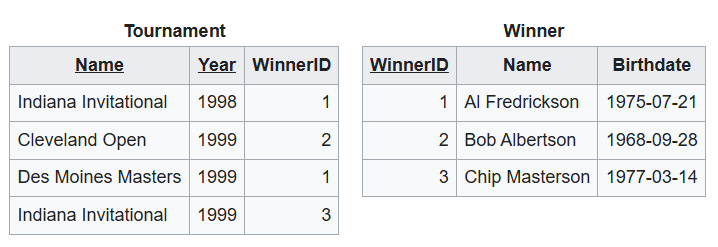 Tournament
Name Year WinnerID
Indiana Invitational 1998 1
Cleveland Open 1999 2
Des Moines Masters 1999 1
Indiana Invitational 1999 3
Winner
WinnerID Name Birthdate
1 Al Fredrickson 1975-07-21
2 Bob Albertson 1968-09-28
3 Chip Masterson 1977-03-14